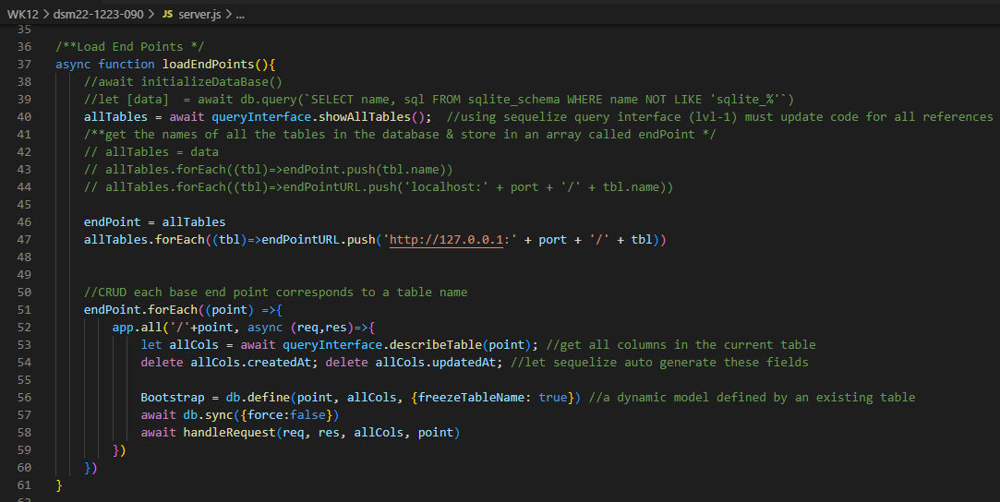 WK12 > dsm22-1223-090 > JS server.js > ...
35
36 /**Load End Points */
37 async function loadEndPoints(){
38 //await initializeDataBase()
39 //let [data]  = await db.query(`SELECT name, sql FROM sqlite_schema WHERE name NOT LIKE 'sqlite_%'`)
40 allTables = await queryInterface.showAllTables();  //using sequelize query interface (lvl-1) must update code for all references
41 /**get the names of all the tables in the database & store in an array called endPoint */
42 // allTables = data
43 // allTables.forEach((tbl)=>endPoint.push(tbl.name))
44 // allTables.forEach((tbl)=>endPointURL.push('localhost:' + port + '/' + tbl.name))
45
46 endPoint = allTables
47 allTables.forEach((tbl)=>endPointURL.push('http://127.0.0.1:' + port + '/' + tbl))
48
49
50 //CRUD each base end point corresponds to a table name
51 endPoint.forEach((point) =>{
52 app.all('/'+point, async (req,res)=>{
53 let allCols = await queryInterface.describeTable(point); //get all columns in the current table
54 delete allCols.createdAt; delete allCols.updatedAt; //let sequelize auto generate these fields
55
56 Bootstrap = db.define(point, allCols, {freezeTableName: true}) //a dynamic model defined by an existing table
57 await db.sync({force:false})
58 await handleRequest(req, res, allCols, point)
59 })
60 })
61 }
62